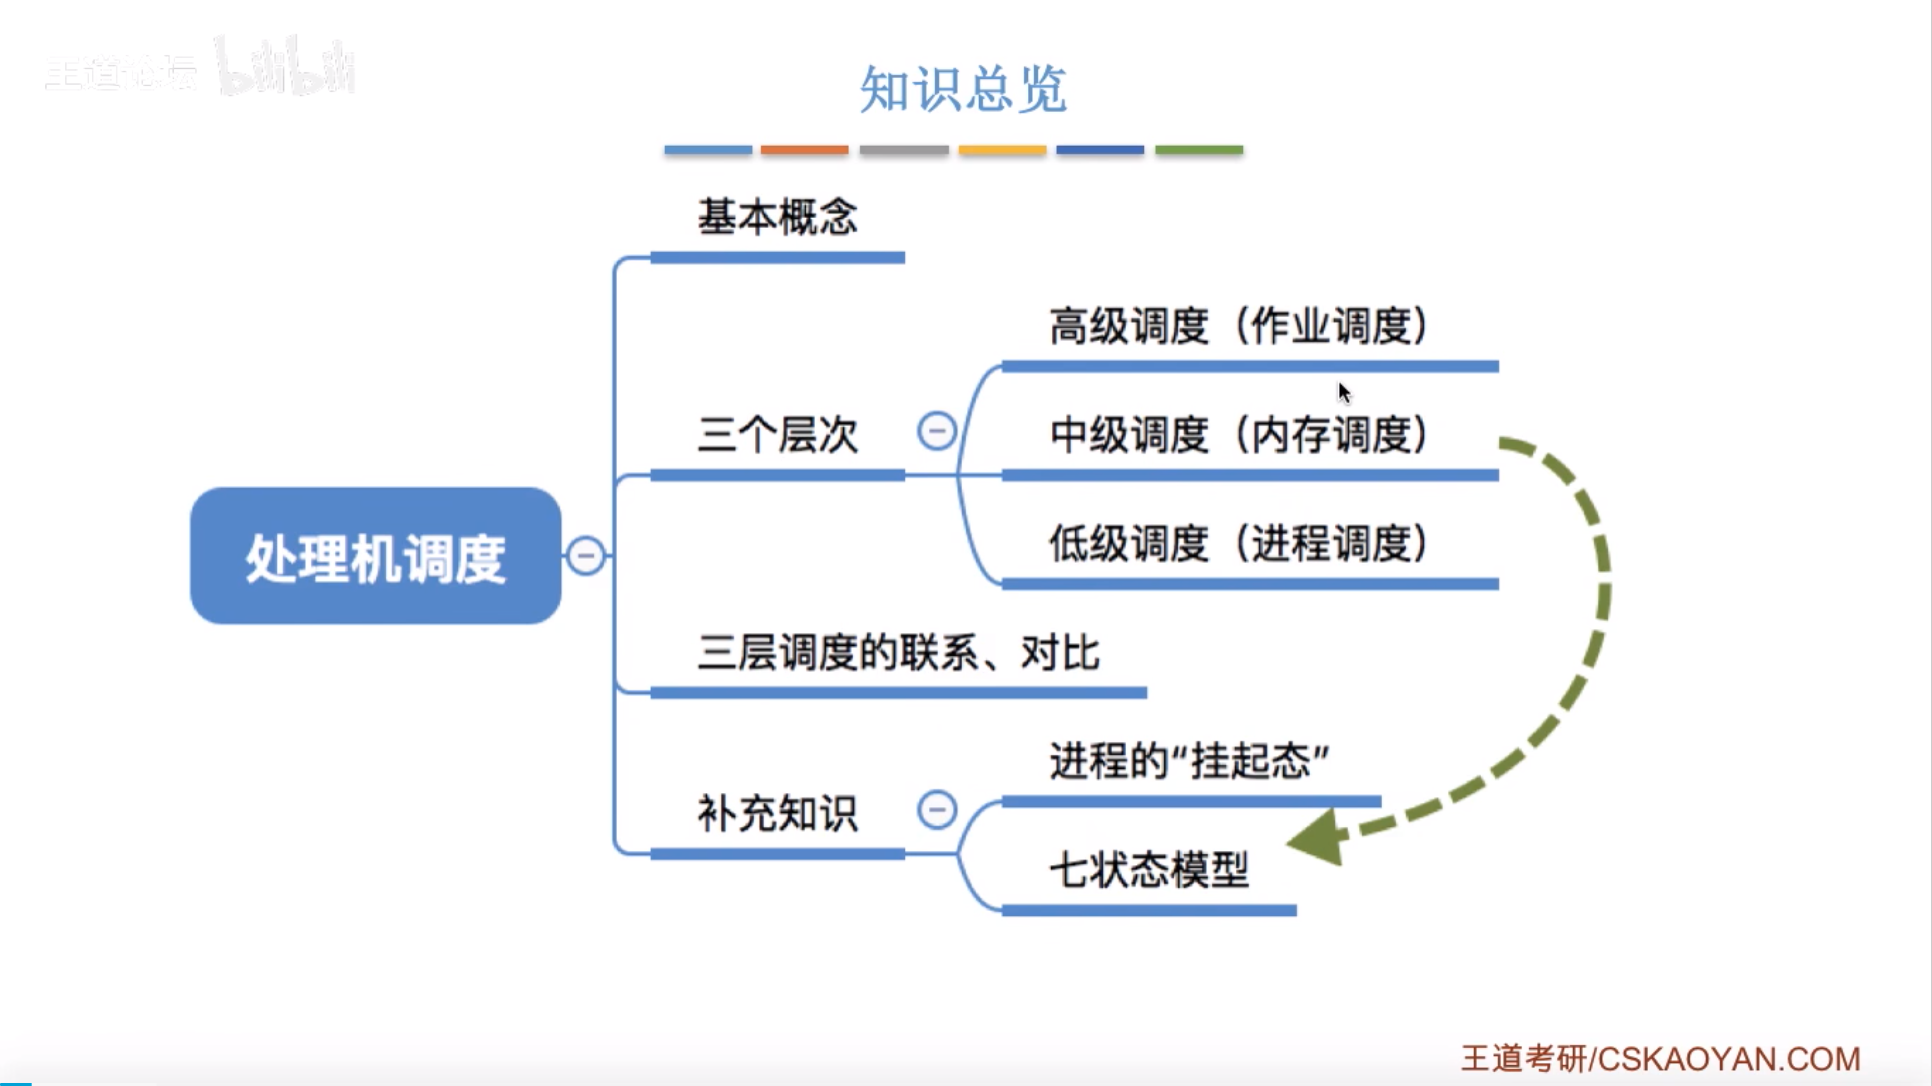 王道论坛 bilibili
知识总览
基本概念
高级调度（作业调度）
三个层次
中级调度（内存调度）
低级调度（进程调度）
处理机调度
三层调度的联系、对比
进程的“挂起态”
补充知识
七状态模型
王道考研/CSKAOYAN.COM